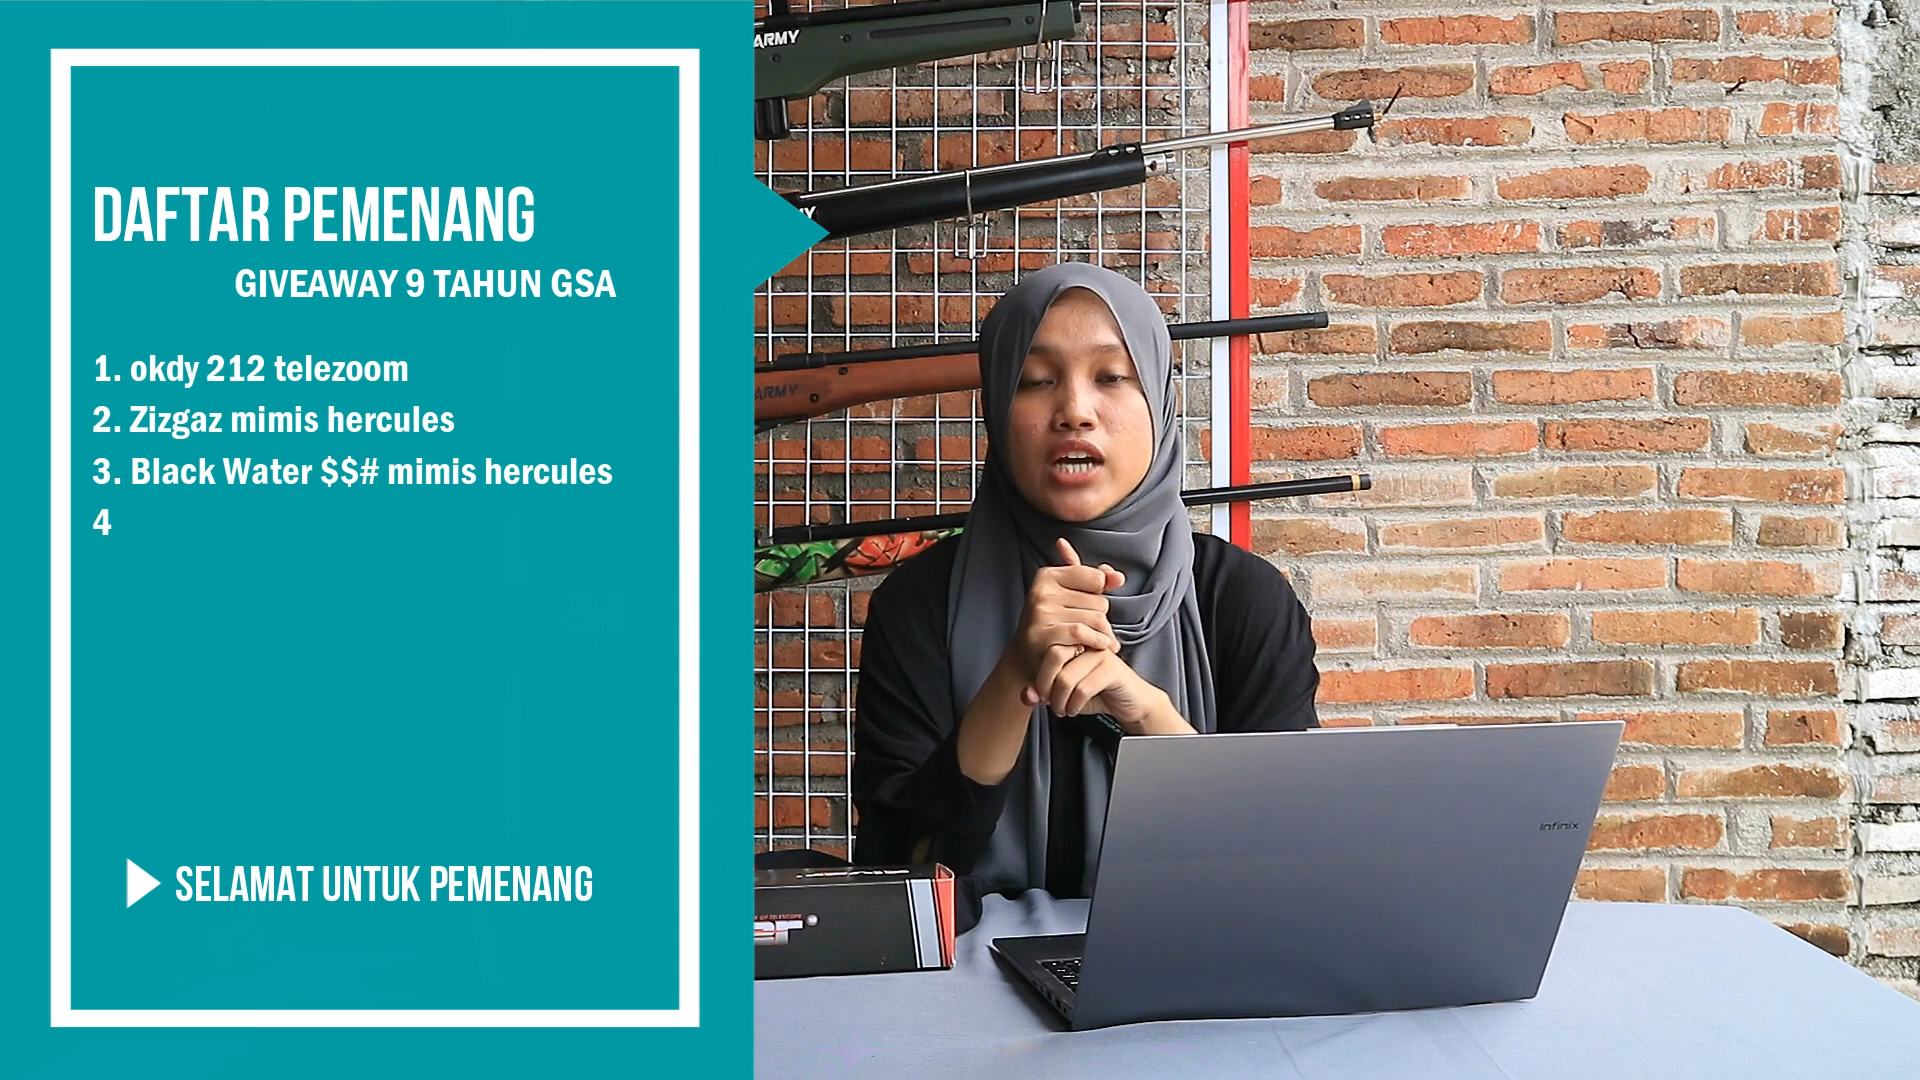 DAFTAR PEMENANG
GIVEAWAY 9 TAHUN GSA
1. okdy 212 telezoom
2. Zizgaz mimis hercules
3. Black Water $$# mimis hercules
4
SELAMAT UNTUK PEMENANG
ARMY
ARMY
infinix